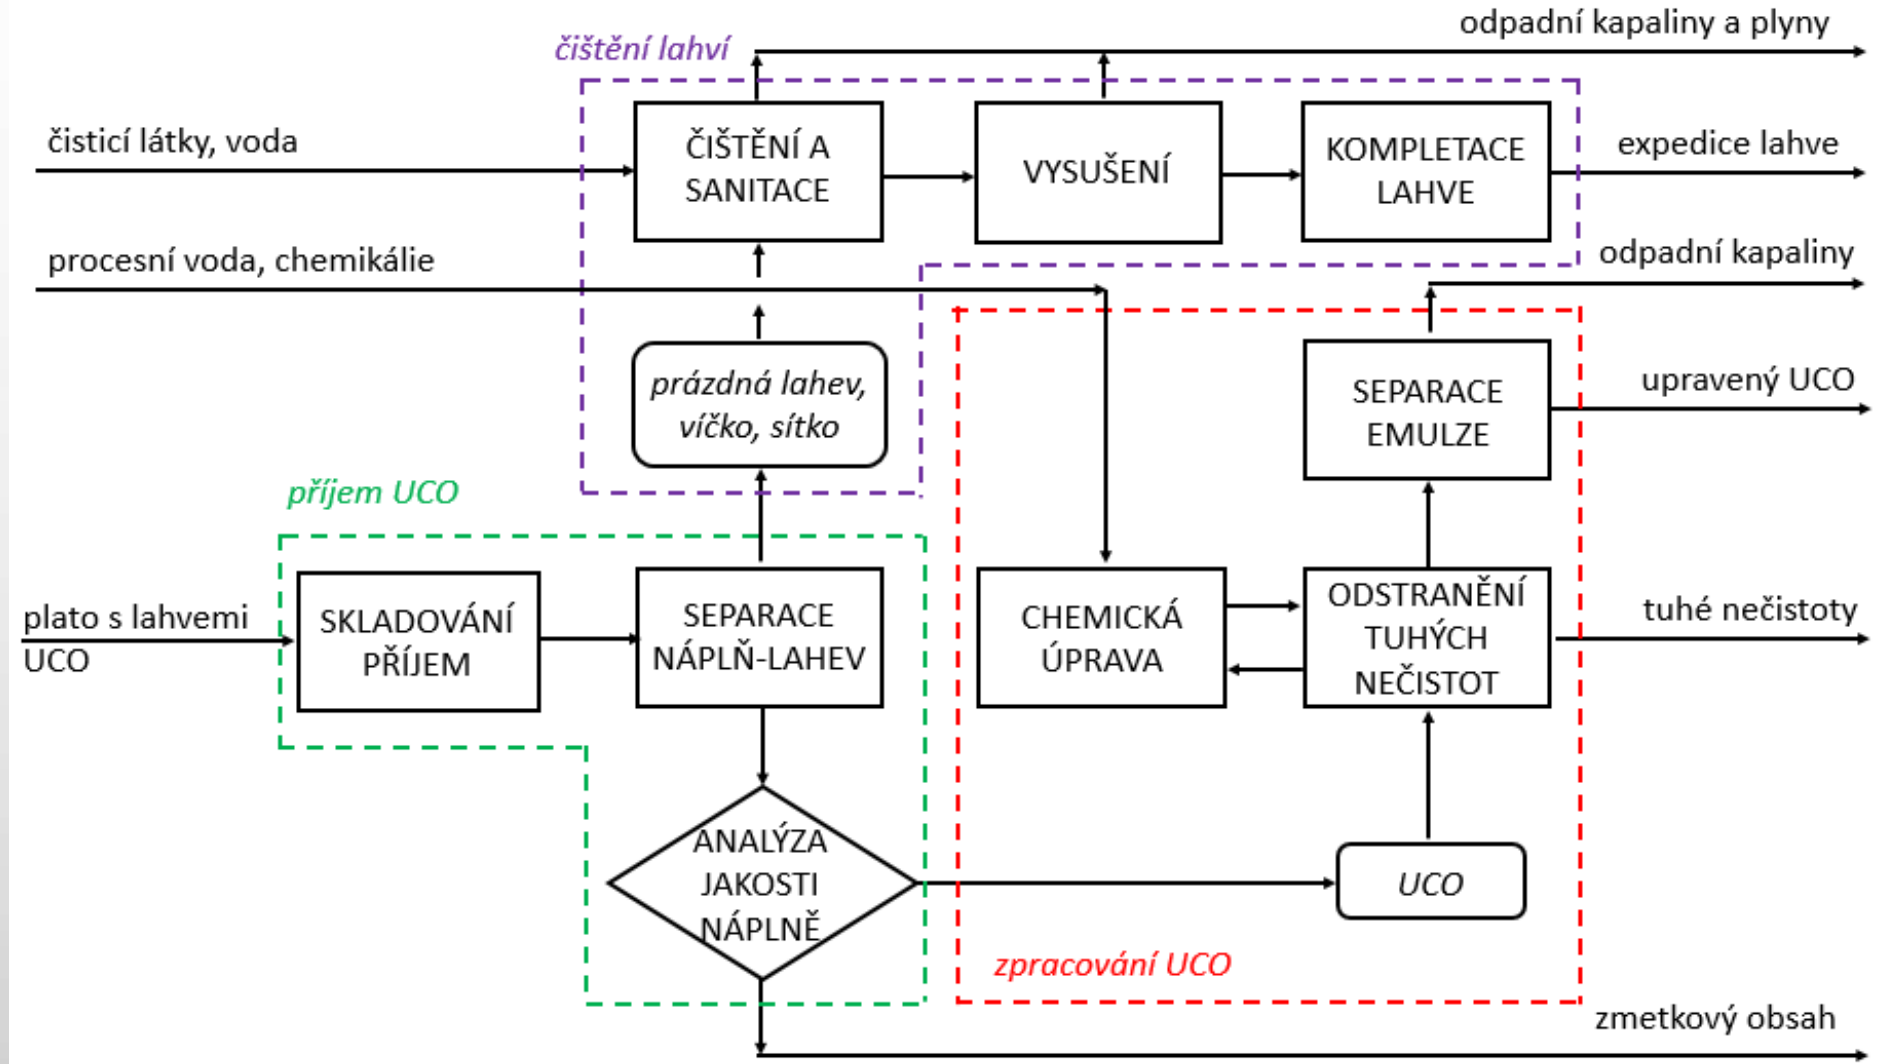 odpadní kapaliny a plyny
čištění lahví
čisticí látky, voda
ČIŠTĚNÍ A
SANITACE
VYSUŠENÍ
KOMPLETACE
LAHVE
expedice lahve
procesní voda, chemikálie
odpadní kapaliny
prázdná lahev,
víčko, sítko
SEPARACE
EMULZE
upravený UCO
příjem UCO
plato s lahvemi
UCO
SKLADOVÁNÍ
PŘÍJEM
SEPARACE
NÁPLŇ-LAHEV
CHEMICKÁ
ÚPRAVA
ODSTRANĚNÍ
TUHÝCH
NEČISTOT
tuhé nečistoty
ANALÝZA
JAKOSTI
NÁPLNĚ
UCO
zpracování UCO
zmetkový obsah